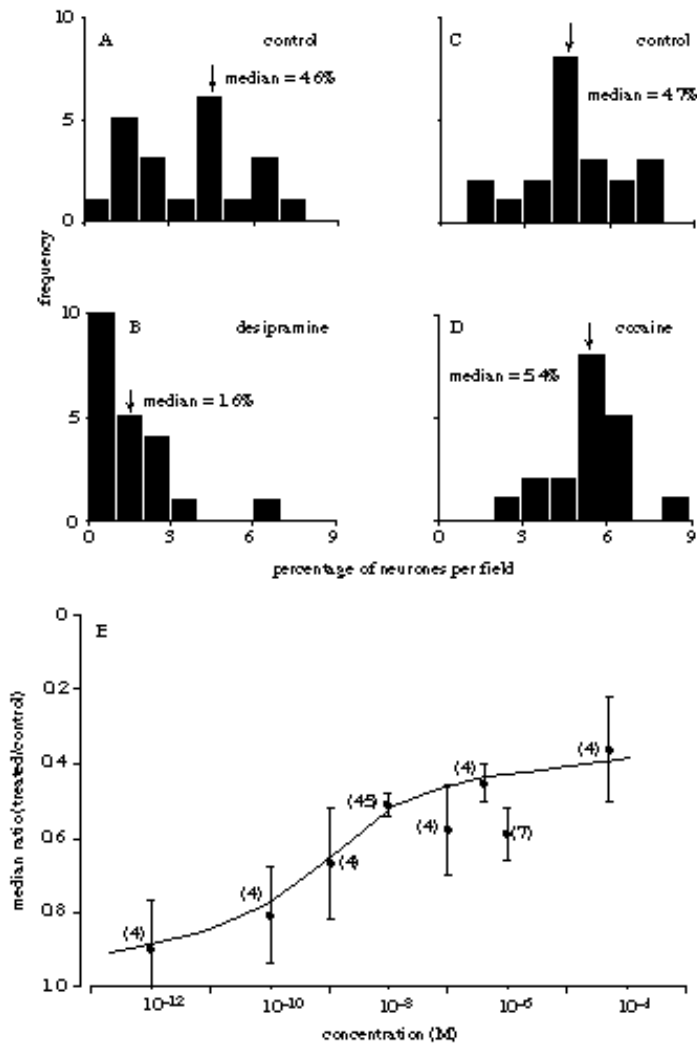 10
A
control
median = 4.6%
5
0
C
control
median = 4.7%
frequency
10
B
desipramine
median = 1.6%
5
0
0
3
6
9
D
cocaine
median = 5.4%
0
3
6
9
percentage of neurones per field
E
median ratio (treated/control)
0
0.2
0.4
0.6
0.8
1.0
(4)
(4)
(4)
(45)
(4)
(4)
(7)
(4)
10⁻¹²
10⁻¹⁰
10⁻⁸
10⁻⁶
10⁻⁴
concentration (M)